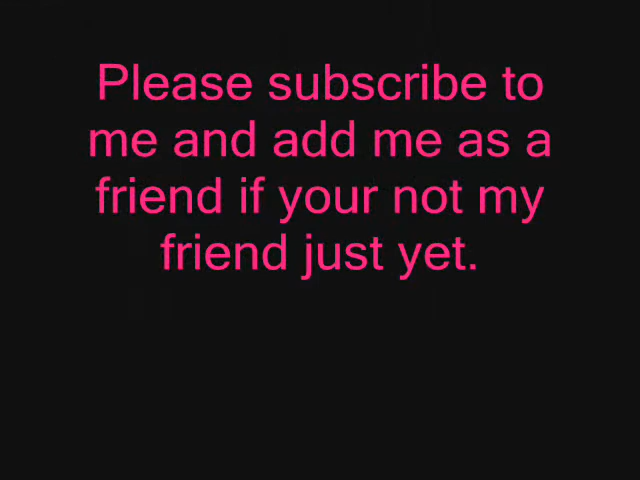 Please subscribe to
me and add me as a
friend if your not my
friend just yet.